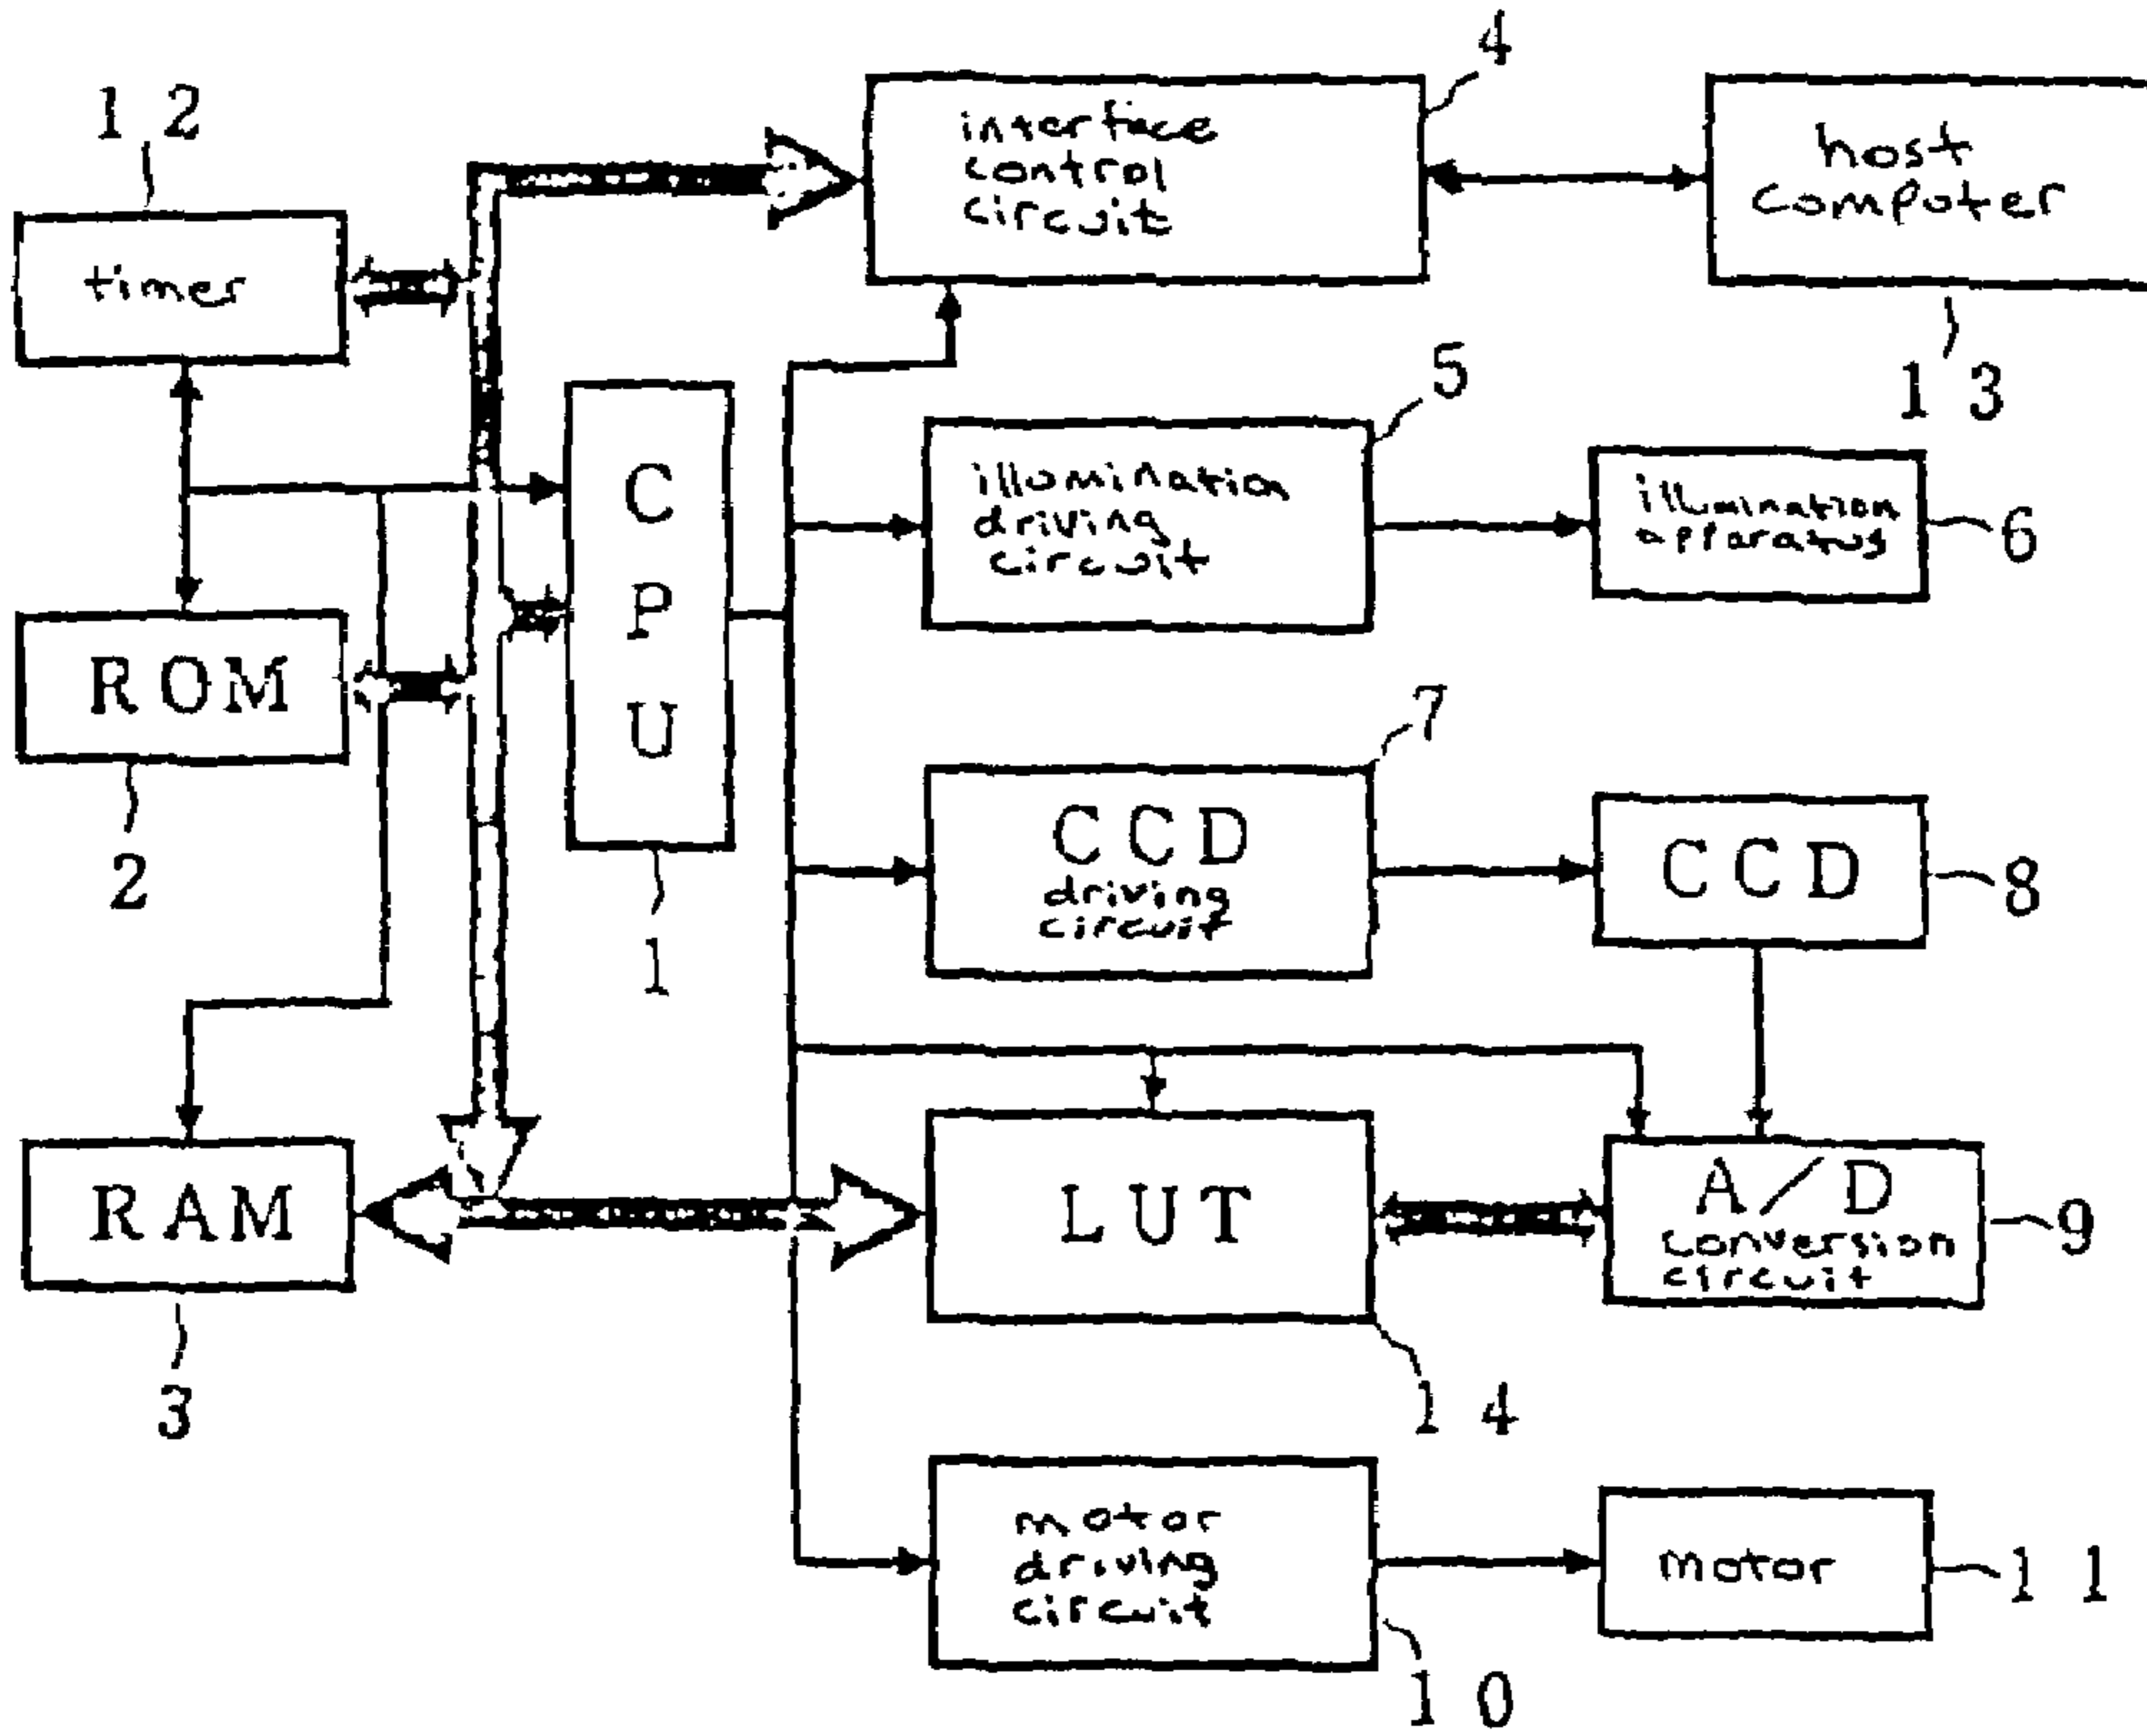 4
1 2
interface
control
circuit
host
computer
timer
1 3
5
C
P
U
illumination
driving
circuit
illumination
apparatus
6
ROM
2
7
CCD
driving
circuit
CCD
8
1
RAM
3
LUT
A/D
conversion
circuit
9
1 4
motor
driving
circuit
motor
1 1
1 0